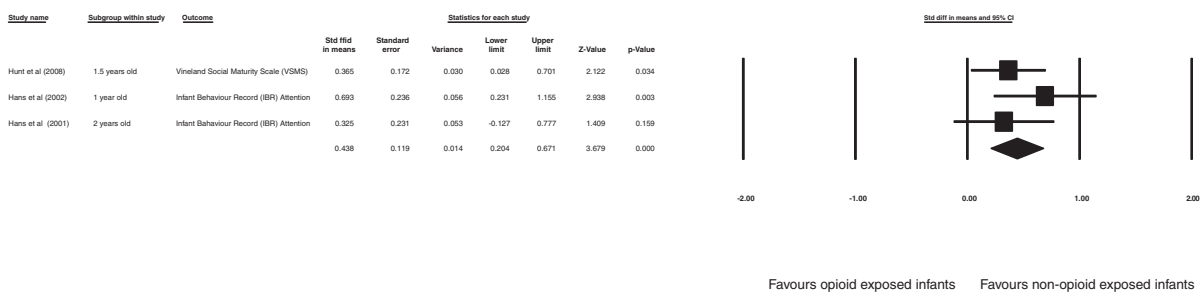 Study name Subgroup within study Outcome Statistics for each study Std diff in means and 95% CI
Std ffid in means Standard error Variance Lower limit Upper limit Z-Value p-Value
Hunt et al (2008) 1.5 years old Vineland Social Maturity Scale (VSMS) 0.365 0.172 0.030 0.028 0.701 2.122 0.034
Hans et al (2002) 1 year old Infant Behaviour Record (IBR) Attention 0.693 0.236 0.056 0.231 1.155 2.938 0.003
Hans et al (2001) 2 years old Infant Bahaviour Record (IBR) Attention 0.325 0.231 0.053 -0.127 0.777 1.409 0.159
0.438 0.119 0.014 0.204 0.671 3.679 0.000
-2.00 -1.00 0.00 1.00 2.00
Favours opioid exposed infants Favours non-opioid exposed infants